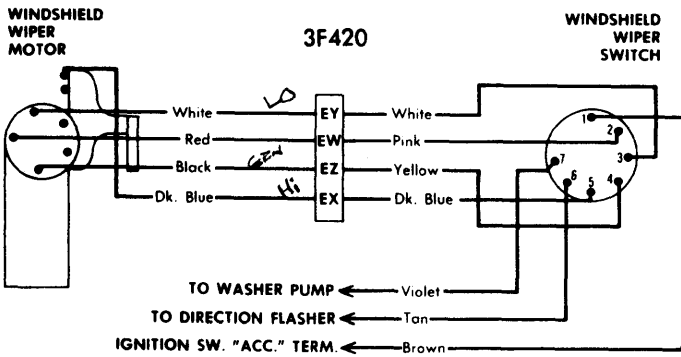 WINDSHIELD
WIPER
MOTOR
3F420
WINDSHIELD
WIPER
SWITCH
White LO EY White
1
2
Red EW Pink
Black GRN EZ Yellow
7 3
6 5 4
Dk. Blue Hi EX Dk. Blue
TO WASHER PUMP Violet
TO DIRECTION FLASHER Tan
IGNITION SW. "ACC." TERM. Brown